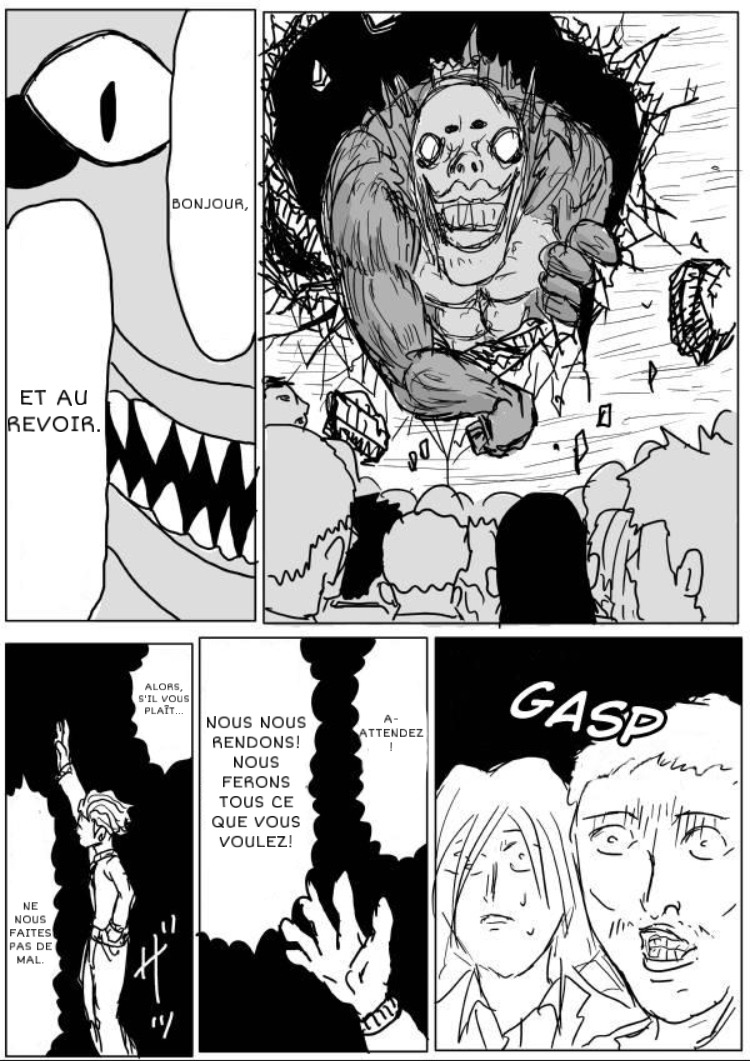 BONJOUR,
ET AU
REVOIR.
GASP
A-
ATTENDEZ
!
NOUS NOUS
RENDONS!
NOUS
FERONS
TOUS CE
QUE VOUS
VOULEZ!
ALORS,
S'IL VOUS
PLAÎT...
NE
NOUS
FAITES
PAS DE
MAL.